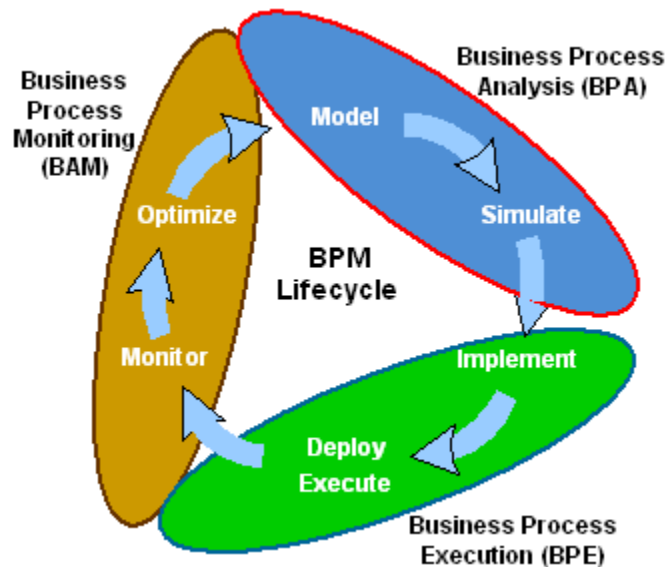 Business Process
Analysis (BPA)
Business
Process
Monitoring
(BAM)
Model
Optimize
Simulate
BPM
Lifecycle
Monitor
Implement
Deploy
Execute
Business Process
Execution (BPE)